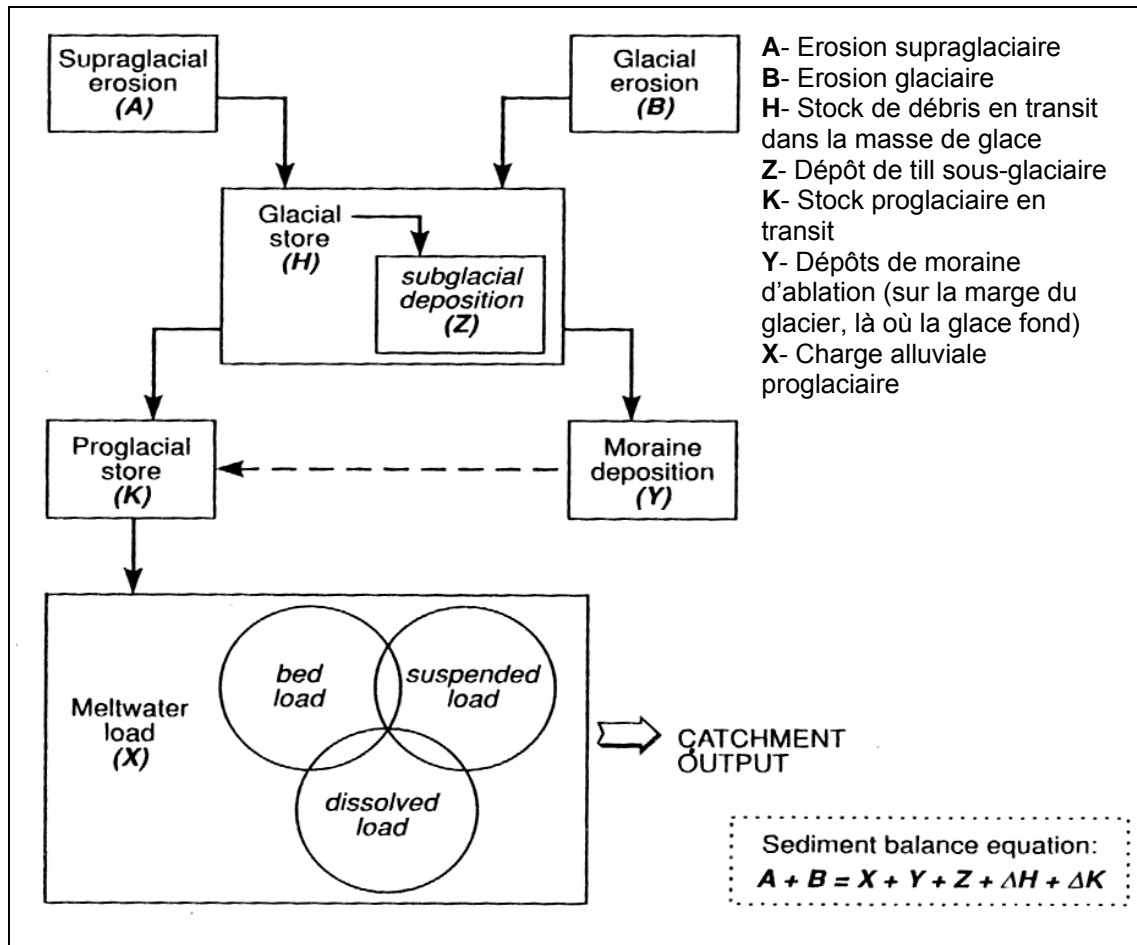 Supraglacial
erosion
(A)
Glacial
erosion
(B)
Glacial
store
(H)
subglacial
deposition
(Z)
Proglacial
store
(K)
Moraine
deposition
(Y)
Meltwater
load
(X)
bed
load
suspended
load
dissolved
load
CATCHMENT
OUTPUT
Sediment balance equation:
A + B = X + Y + Z + ΔH + ΔK
A- Erosion supraglaciaire
B- Erosion glaciaire
H- Stock de débris en transit
dans la masse de glace
Z- Dépôt de till sous-glaciaire
K- Stock proglaciaire en
transit
Y- Dépôts de moraine
d’ablation (sur la marge du
glacier, là où la glace fond)
X- Charge alluviale
proglaciaire